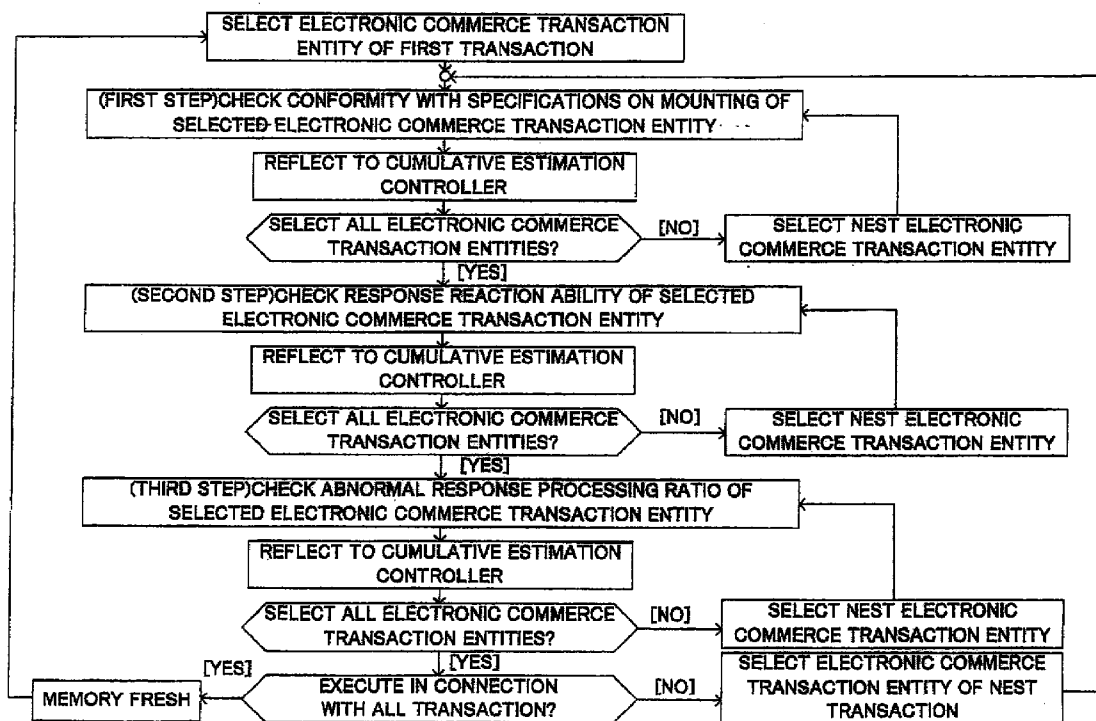 SELECT ELECTRONIC COMMERCE TRANSACTION
ENTITY OF FIRST TRANSACTION
(FIRST STEP)CHECK CONFORMITY WITH SPECIFICATIONS ON MOUNTING OF
SELECTED ELECTRONIC COMMERCE TRANSACTION ENTITY
REFLECT TO CUMULATIVE ESTIMATION
CONTROLLER
SELECT ALL ELECTRONIC COMMERCE
TRANSACTION ENTITIES?
[NO]
SELECT NEST ELECTRONIC
COMMERCE TRANSACTION ENTITY
[YES]
(SECOND STEP)CHECK RESPONSE REACTION ABILITY OF SELECTED
ELECTRONIC COMMERCE TRANSACTION ENTITY
REFLECT TO CUMULATIVE ESTIMATION
CONTROLLER
SELECT ALL ELECTRONIC COMMERCE
TRANSACTION ENTITIES?
[NO]
SELECT NEST ELECTRONIC
COMMERCE TRANSACTION ENTITY
[YES]
(THIRD STEP)CHECK ABNORMAL RESPONSE PROCESSING RATIO OF
SELECTED ELECTRONIC COMMERCE TRANSACTION ENTITY
REFLECT TO CUMULATIVE ESTIMATION
CONTROLLER
SELECT ALL ELECTRONIC COMMERCE
TRANSACTION ENTITIES?
[NO]
SELECT NEST ELECTRONIC
COMMERCE TRANSACTION ENTITY
[YES]
[YES]
MEMORY FRESH
EXECUTE IN CONNECTION
WITH ALL TRANSACTION?
[NO]
SELECT ELECTRONIC COMMERCE
TRANSACTION ENTITY OF NEST
TRANSACTION